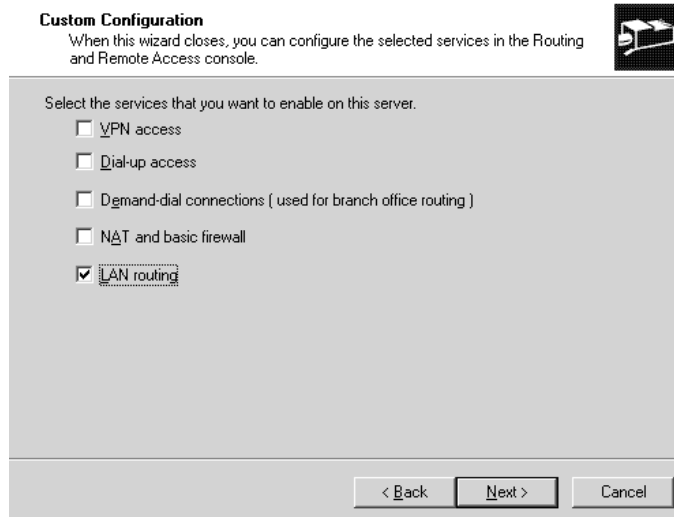 Custom Configuration
When this wizard closes, you can configure the selected services in the Routing
and Remote Access console.
Select the services that you want to enable on this server.
VPN access
Dial-up access
Demand-dial connections ( used for branch office routing )
NAT and basic firewall
LAN routing
< Back Next > Cancel